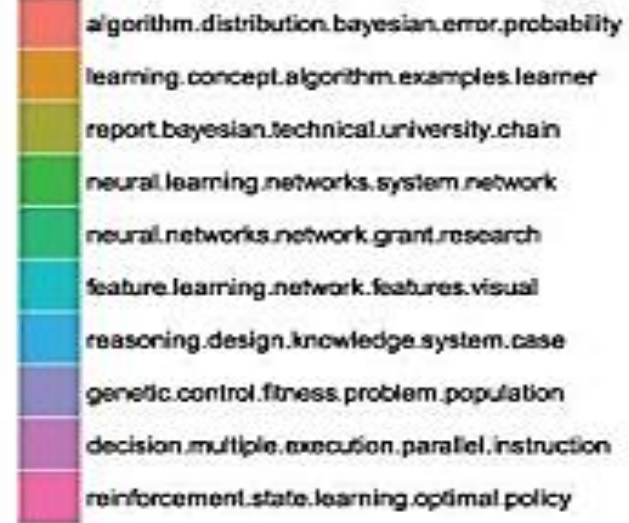 algorithm.distribution.bayesian.error.probability
learning.concept.algorithm.examples.learner
report.bayesian.technical.university.chain
neural.learning.networks.system.network
neural.networks.network.grant.research
feature.learning.network.features.visual
reasoning.design.knowledge.system.case
genetic.control.fitness.problem.population
decision.multiple.execution.parallel.instruction
reinforcement.state.learning.optimal.policy